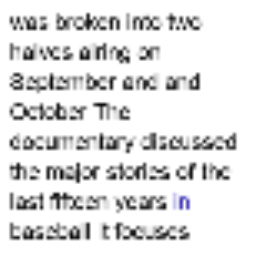 was broken into two
halves airing on
September and and
October The
documentary discussed
the major stories of the
last fifteen years in
baseball it focuses